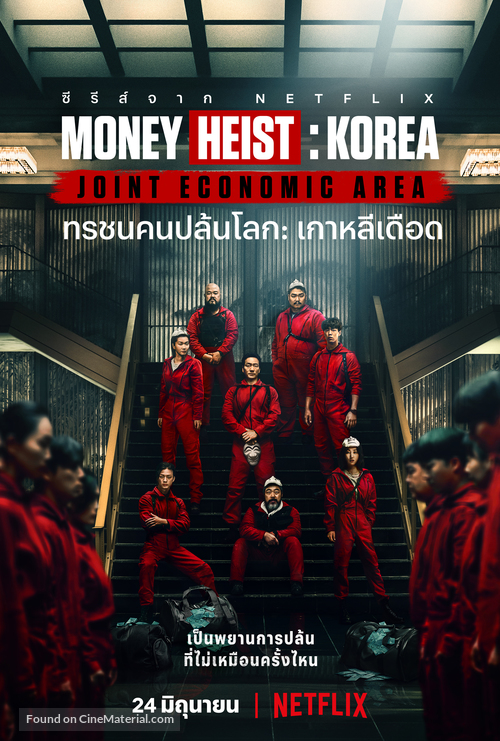 ซีรีส์จาก NETFLIX
MONEY HEIST : KOREA
JOINT ECONOMIC AREA
ทรชนคนปล้นโลก: เกาหลีเดือด
เป็นพยานการปล้น
ที่ไม่เหมือนครั้งไหน
24 มิถุนายน | NETFLIX
Found on CineMaterial.com